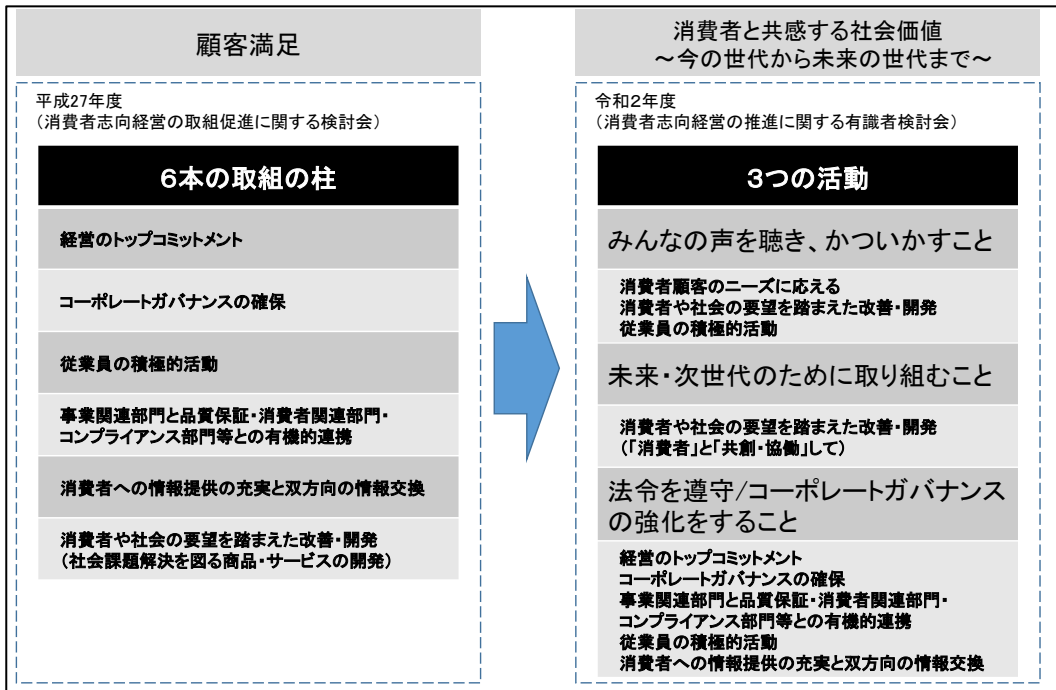 顧客満足
平成27年度
（消費者志向経営の取組促進に関する検討会）
6本の取組の柱
経営のトップコミットメント
コーポレートガバナンスの確保
従業員の積極的活動
事業関連部門と品質保証・消費者関連部門・
コンプライアンス部門等との有機的連携
消費者への情報提供の充実と双方向の情報交換
消費者や社会の要望を踏まえた改善・開発
（社会課題解決を図る商品・サービスの開発）
消費者と共感する社会価値
～今の世代から未来の世代まで～
令和２年度
（消費者志向経営の推進に関する有識者検討会）
３つの活動
みんなの声を聴き、かついかすこと
消費者顧客のニーズに応える
消費者や社会の要望を踏まえた改善・開発
従業員の積極的活動
未来・次世代のために取り組むこと
消費者や社会の要望を踏まえた改善・開発
（「消費者」と「共創・協働」して）
法令を遵守/コーポレートガバナンス
の強化をすること
経営のトップコミットメント
コーポレートガバナンスの確保
事業関連部門と品質保証・消費者関連部門・
コンプライアンス部門等との有機的連携
従業員の積極的活動
消費者への情報提供の充実と双方向の情報交換